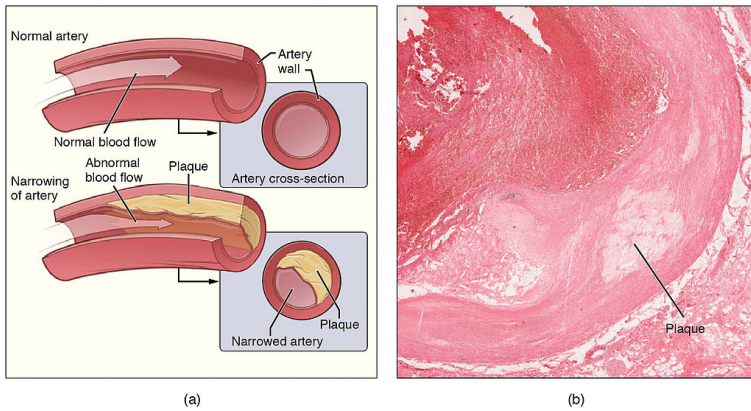 Normal artery
Artery
wall
Normal blood flow
Artery cross-section
Abnormal
blood flow
Plaque
Narrowing
of artery
Plaque
Narrowed artery
(a)
Plaque
(b)